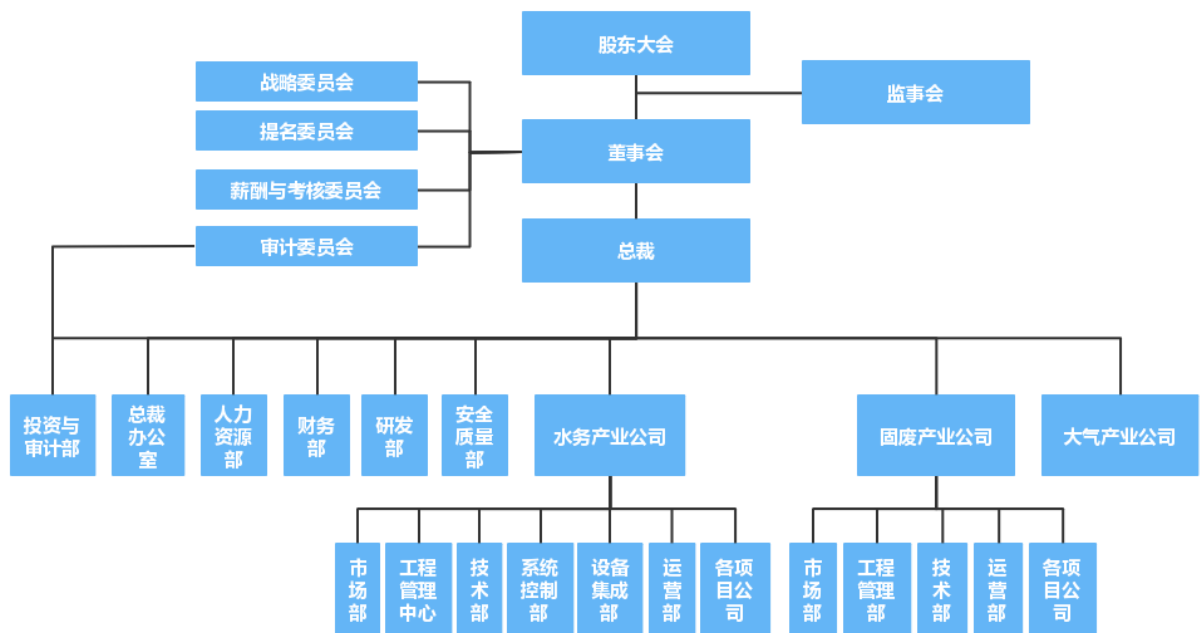 股东大会
战略委员会
监事会
提名委员会
董事会
薪酬与考核委员会
审计委员会
总裁
投资与
审计部
总裁
办公
室
人力
资源
部
财务
部
研发
部
安全
质量
部
水务产业公司
固废产业公司
大气产业公司
市
场
部
工程
管理
中心
技
术
部
系统
控制
部
设备
集成
部
运
营
部
各项
目公
司
市
场
部
工程
管理
部
技
术
部
运
营
部
各项
目公
司